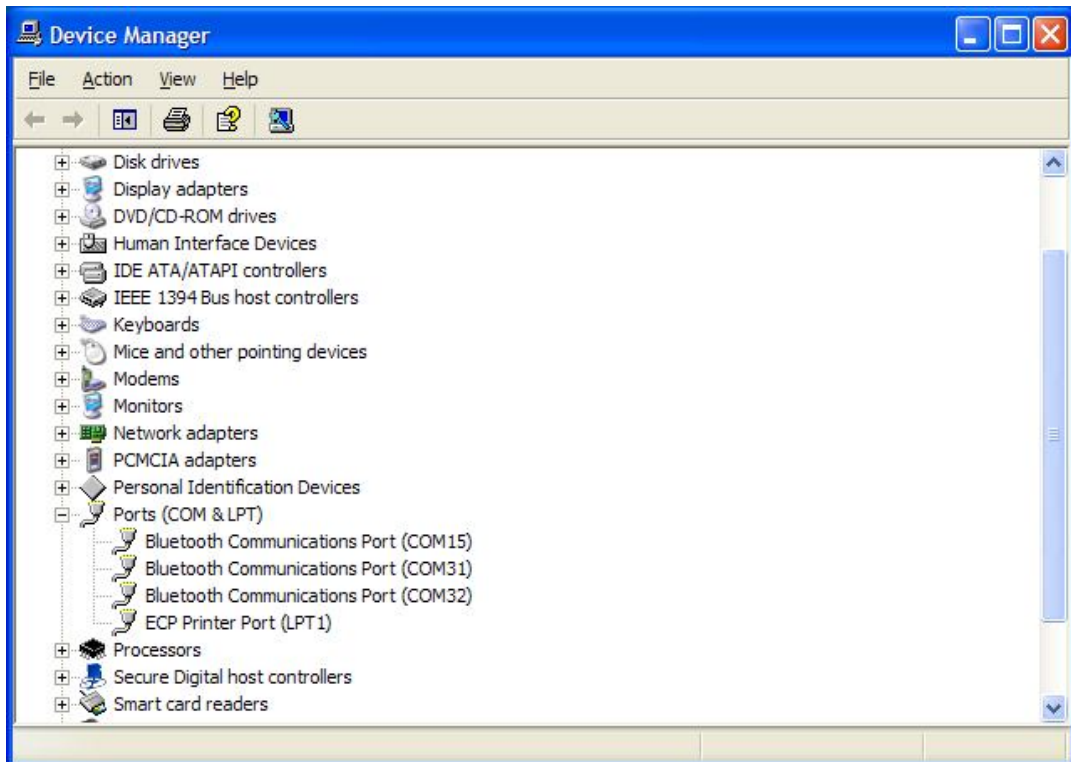 Device Manager
File Action View Help
Disk drives
Display adapters
DVD/CD-ROM drives
Human Interface Devices
IDE ATA/ATAPI controllers
IEEE 1394 Bus host controllers
Keyboards
Mice and other pointing devices
Modems
Monitors
Network adapters
PCMCIA adapters
Personal Identification Devices
Ports (COM & LPT)
Bluetooth Communications Port (COM15)
Bluetooth Communications Port (COM31)
Bluetooth Communications Port (COM32)
ECP Printer Port (LPT1)
Processors
Secure Digital host controllers
Smart card readers